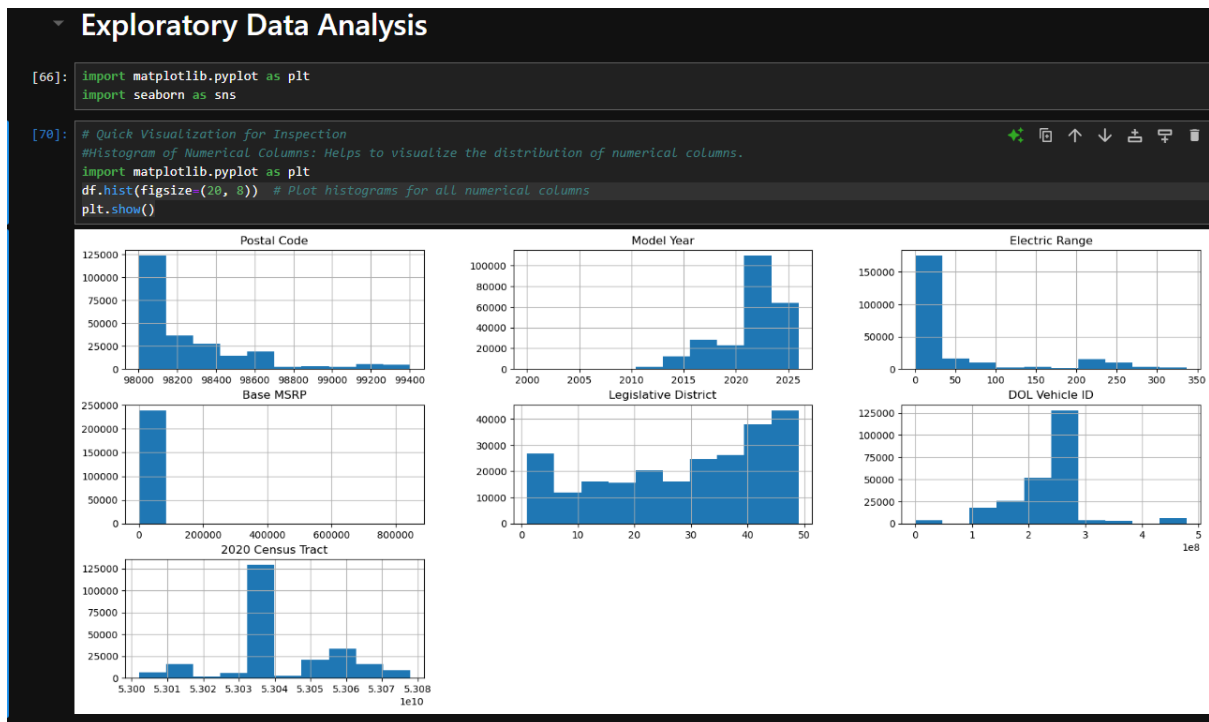 Exploratory Data Analysis
[66]:
import matplotlib.pyplot as plt
import seaborn as sns
[70]:
# Quick Visualization for Inspection
#Histogram of Numerical Columns: Helps to visualize the distribution of numerical columns.
import matplotlib.pyplot as plt
df.hist(figsize=(20, 8))  # Plot histograms for all numerical columns
plt.show()
Postal Code
125000
100000
75000
50000
25000
0
98000 98200 98400 98600 98800 99000 99200 99400
Model Year
100000
80000
60000
40000
20000
0
2000 2005 2010 2015 2020 2025
Electric Range
150000
100000
50000
0
0 50 100 150 200 250 300 350
Base MSRP
250000
200000
150000
100000
50000
0
0 200000 400000 600000 800000
Legislative District
40000
30000
20000
10000
0
0 10 20 30 40 50
DOL Vehicle ID
125000
100000
75000
50000
25000
0
0 1 2 3 4 5
1e8
2020 Census Tract
125000
100000
75000
50000
25000
0
5.300 5.301 5.302 5.303 5.304 5.305 5.306 5.307 5.308
1e10